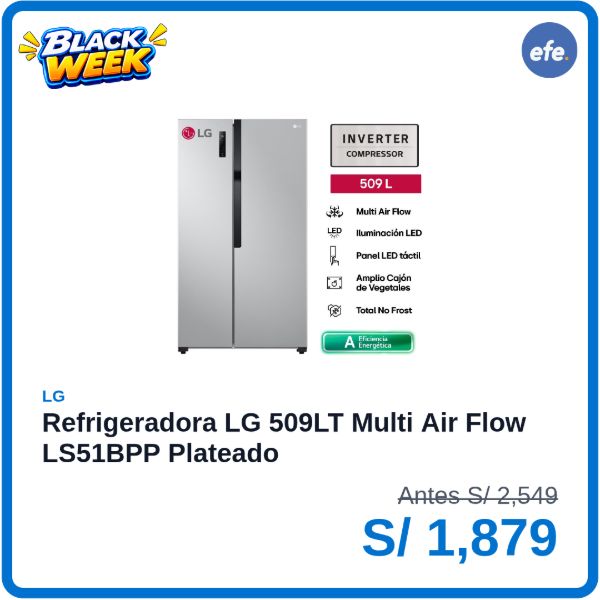 BLACK
WEEK
efe.
LG
INVERTER
COMPRESSOR
509 L
Multi Air Flow
LED
Iluminación LED
Panel LED táctil
Amplio Cajón
de Vegetales
Total No Frost
A Eficiencia
Energética
LG
Refrigeradora LG 509LT Multi Air Flow
LS51BPP Plateado
Antes S/ 2,549
S/ 1,879